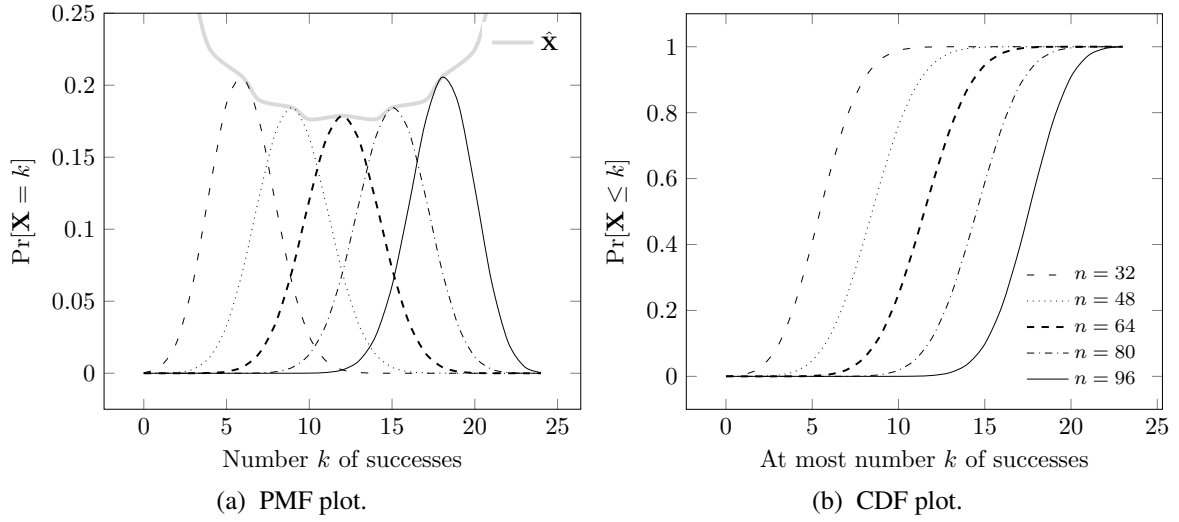 0.25
0.2
0.15
0.1
0.05
0
Pr[X = k]
X̂
0 5 10 15 20 25
Number k of successes
(a) PMF plot.
1
0.8
0.6
0.4
0.2
0
Pr[X ≤ k]
n = 32
n = 48
n = 64
n = 80
n = 96
0 5 10 15 20 25
At most number k of successes
(b) CDF plot.